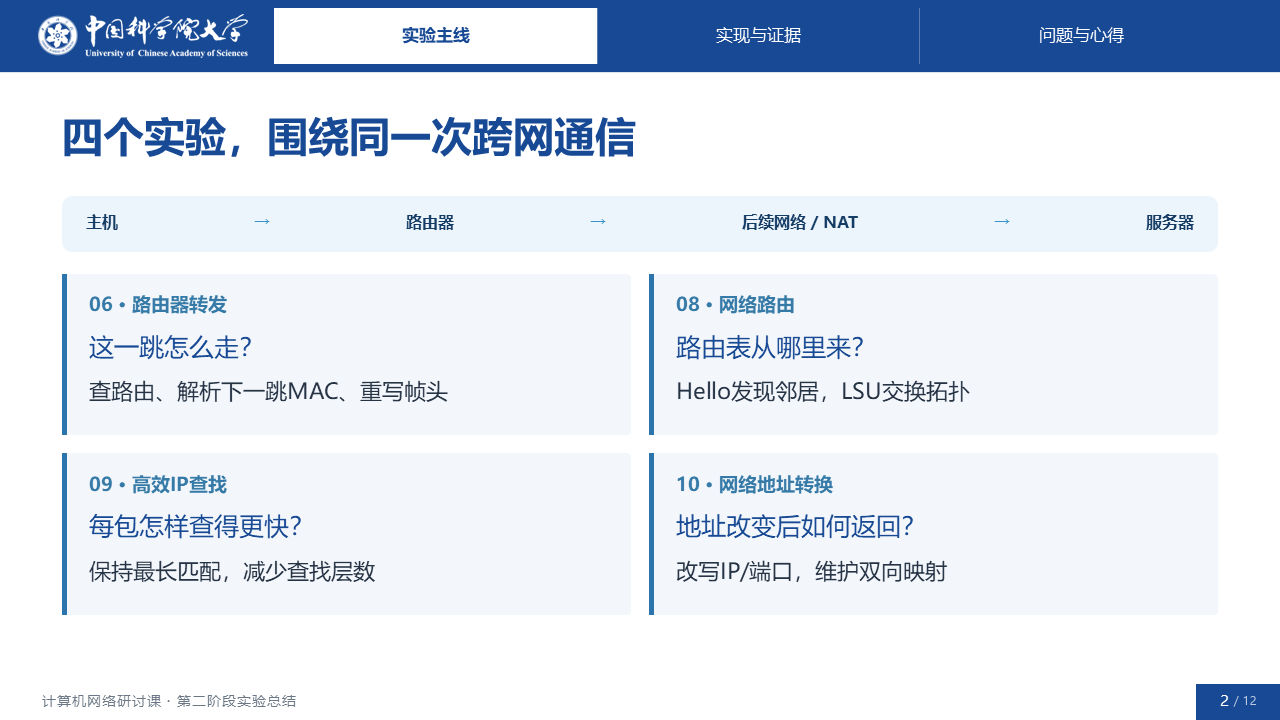 中国科学院大学
University of Chinese Academy of Sciences
实验主线
实现与证据
问题与心得
四个实验，围绕同一次跨网通信
主机 → 路由器 → 后续网络 / NAT → 服务器
06 · 路由器转发
这一跳怎么走？
查路由、解析下一跳MAC、重写帧头
08 · 网络路由
路由表从哪里来？
Hello发现邻居，LSU交换拓扑
09 · 高效IP查找
每包怎样查得更快？
保持最长匹配，减少查找层数
10 · 网络地址转换
地址改变后如何返回？
改写IP/端口，维护双向映射
计算机网络研讨课 · 第二阶段实验总结
2 / 12